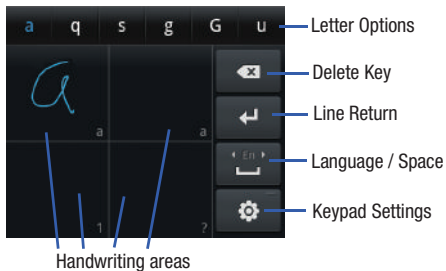 a q s g G u Letter Options
Delete Key
a
a a Line Return
En Language / Space
1 ? Keypad Settings
Handwriting areas